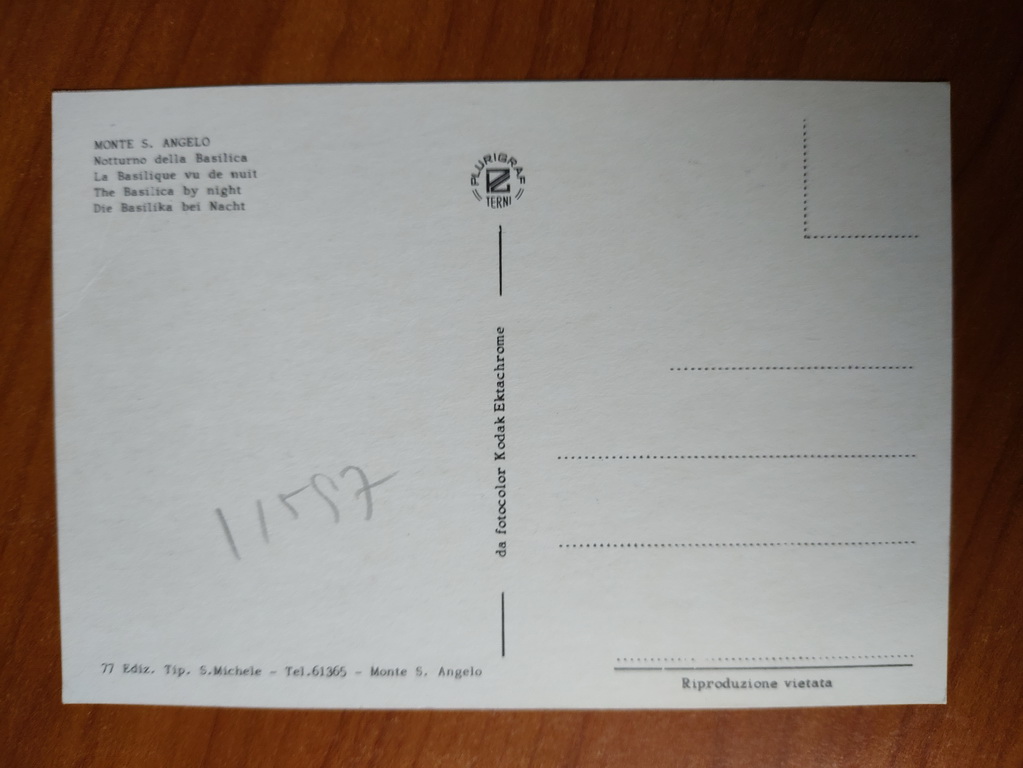 MONTE S. ANGELO
Notturno della Basilica
La Basilique vu de nuit
The Basilica by night
Die Basilika bei Nacht
PLURIGRAF
TERNI
da fotocolor Kodak Ektachrome
11587
77 Ediz. Tip. S.Michele - Tel.61365 - Monte S. Angelo
Riproduzione vietata